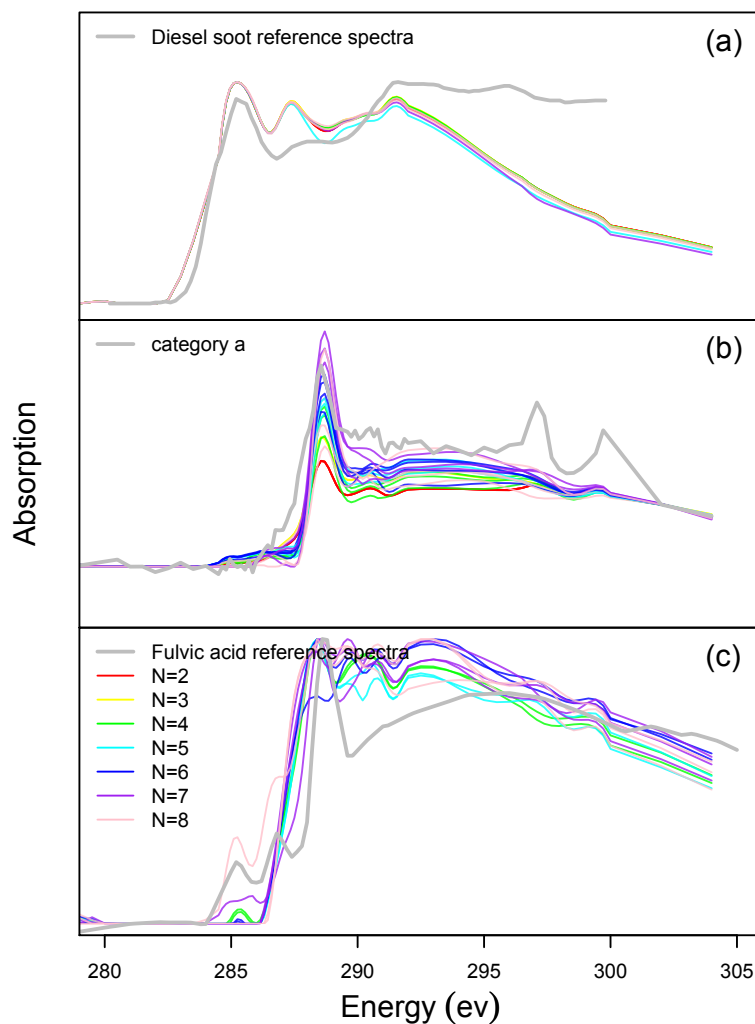 Diesel soot reference spectra
(a)
category a
(b)
Absorption
Fulvic acid reference spectra
(c)
N=2
N=3
N=4
N=5
N=6
N=7
N=8
280 285 290 295 300 305
Energy (ev)